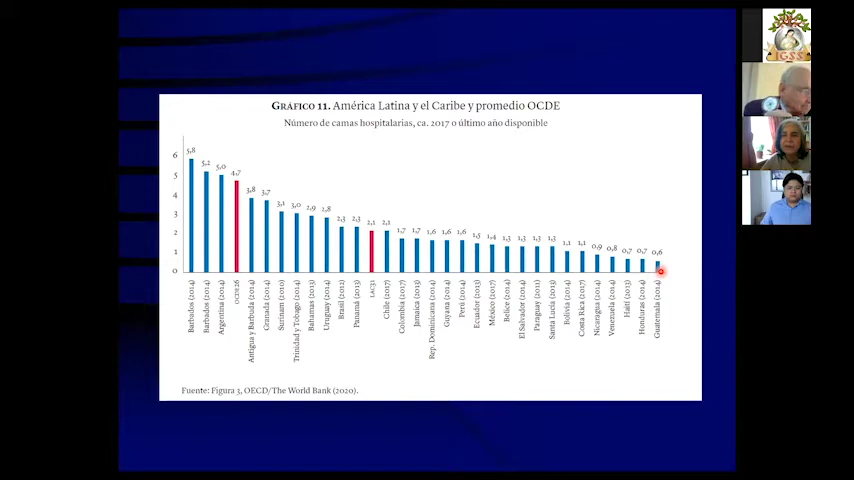 GRÁFICO 11. América Latina y el Caribe y promedio OCDE
Número de camas hospitalarias, ca. 2017 o último año disponible
6
5
4
3
2
1
0
5,8
5,2
5,0
4,7
3,8
3,7
3,1
3,0
2,9
2,8
2,3
2,3
2,1
2,1
1,7
1,7
1,6
1,6
1,6
1,5
1,4
1,3
1,3
1,3
1,3
1,1
1,1
0,9
0,8
0,7
0,7
0,6
Barbados (2014)
Barbados (2014)
Argentina (2014)
OCDE26
Antigua y Barbuda (2014)
Granada (2014)
Surinam (2010)
Trinidad y Tobago (2014)
Bahamas (2013)
Uruguay (2014)
Brasil (2012)
Panamá (2013)
LAC31
Chile (2017)
Colombia (2017)
Jamaica (2013)
Rep. Dominicana (2014)
Guyana (2014)
Perú (2014)
Ecuador (2013)
México (2017)
Belice (2014)
El Salvador (2014)
Paraguay (2011)
Santa Lucía (2013)
Bolivia (2014)
Costa Rica (2017)
Nicaragua (2014)
Venezuela (2014)
Haití (2013)
Honduras (2014)
Guatemala (2014)
Fuente: Figura 3, OECD/The World Bank (2020).
IGSS